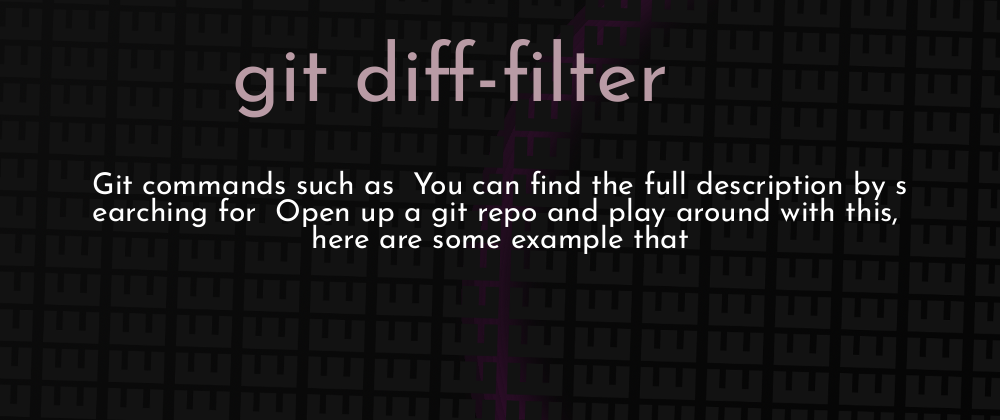 git diff-filter
Git commands such as  You can find the full description by s
earching for  Open up a git repo and play around with this,
here are some example that